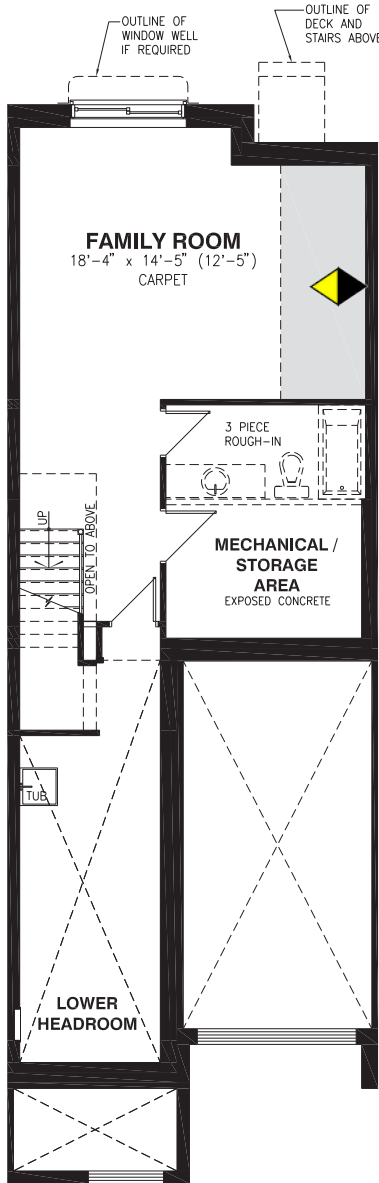 OUTLINE OF
WINDOW WELL
IF REQUIRED
OUTLINE OF
DECK AND
STAIRS ABOVE
FAMILY ROOM
18'-4" x 14'-5" (12'-5")
CARPET
3 PIECE
ROUGH-IN
UP
OPEN TO ABOVE
MECHANICAL /
STORAGE
AREA
EXPOSED CONCRETE
TUB
LOWER
HEADROOM